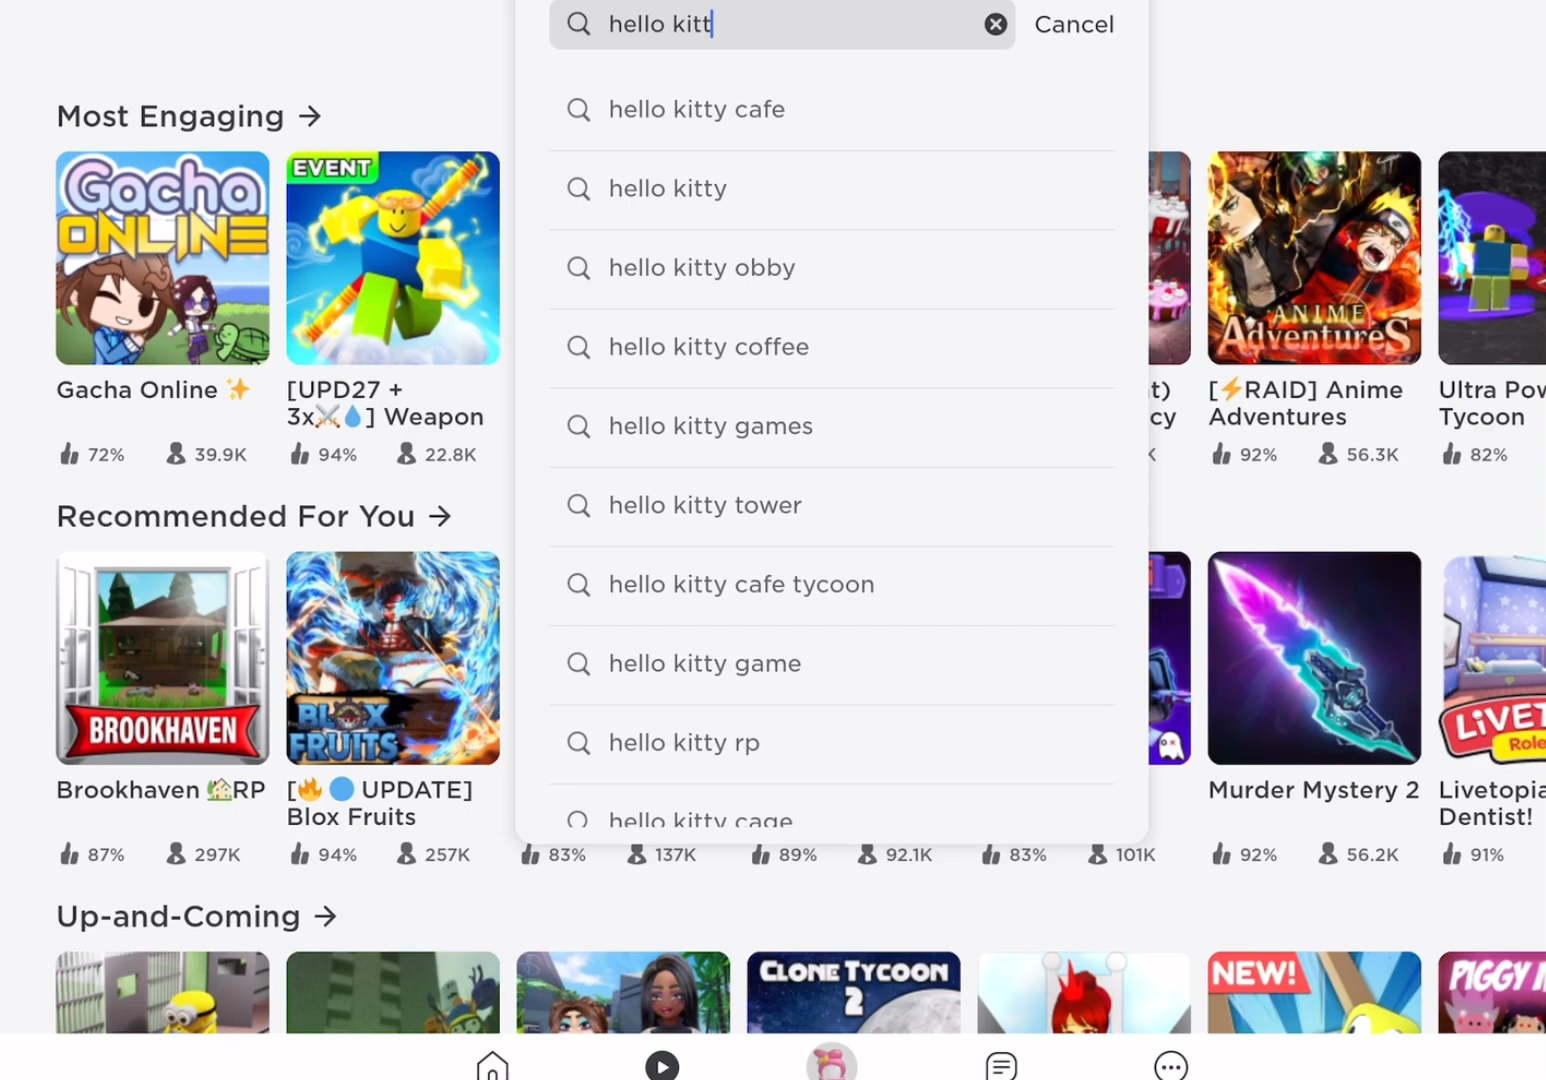 hello kitt
Cancel
hello kitty cafe
hello kitty
hello kitty obby
hello kitty coffee
hello kitty games
hello kitty tower
hello kitty cafe tycoon
hello kitty game
hello kitty rp
hello kitty cage
Most Engaging →
Gacha
ONLINE
EVENT
ANIME
AdventureS
Gacha Online ✨
[UPD27 +
3x⚔️💧] Weapon
t)
cy
[⚡RAID] Anime
Adventures
Ultra Pow
Tycoon
72% 39.9K
94% 22.8K
K
92% 56.3K
82%
Recommended For You →
BROOKHAVEN
BLOX
FRUITS
LiVET
Role
Brookhaven 🏡RP
[🔥🔵 UPDATE]
Blox Fruits
Murder Mystery 2
Livetopia
Dentist!
87% 297K
94% 257K
83% 137K
89% 92.1K
83% 101K
92% 56.2K
91%
Up-and-Coming →
CLONE TYCOON
2
NEW!
PIGGY